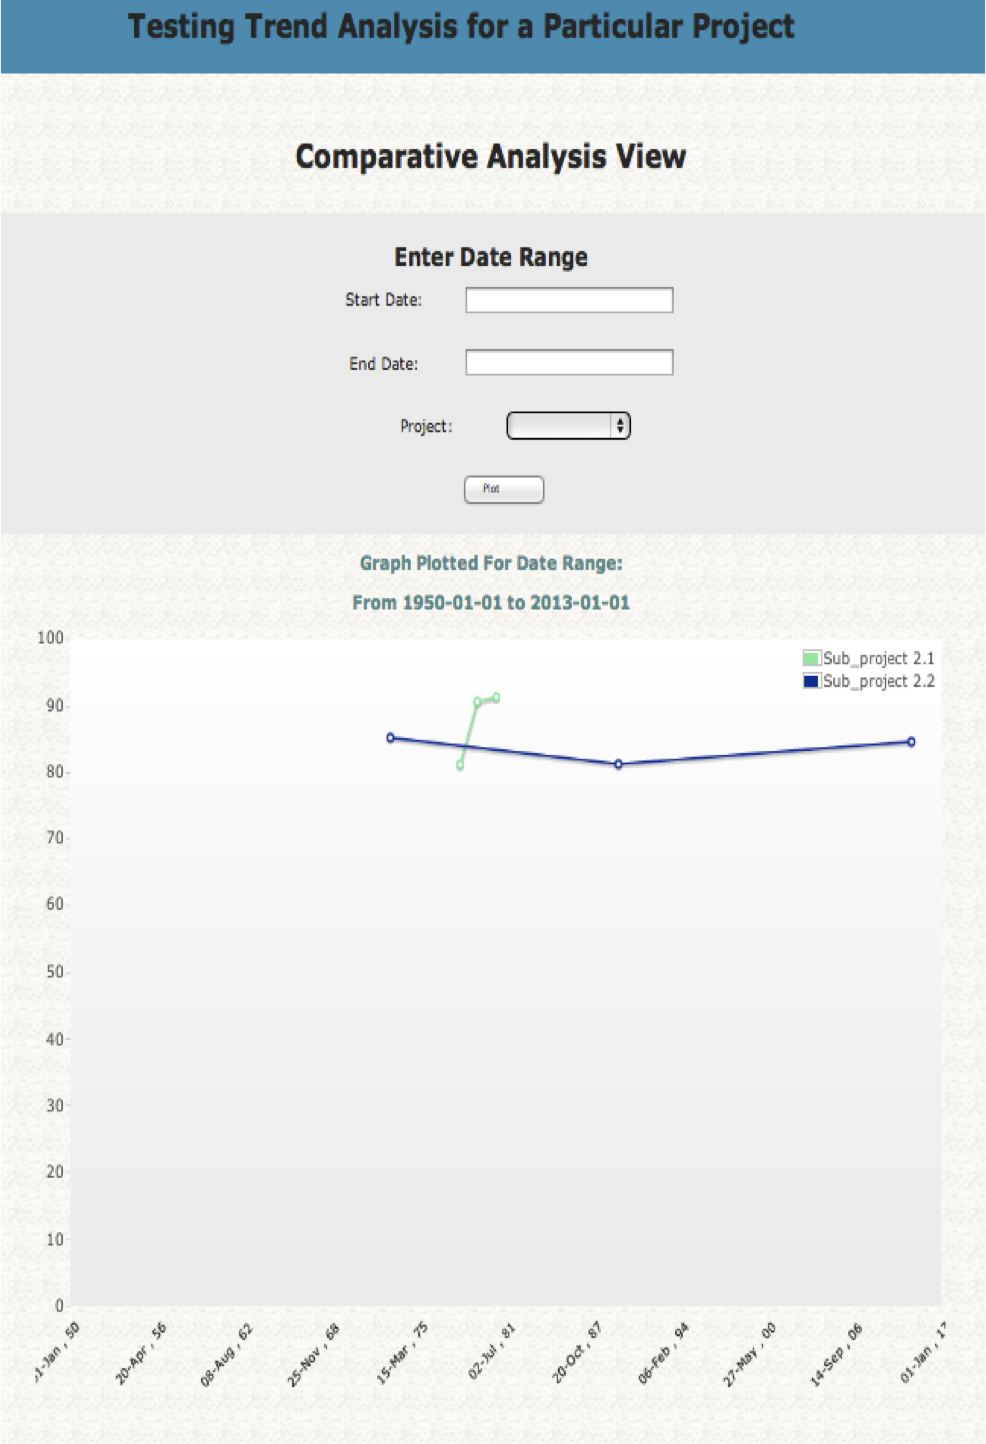 Testing Trend Analysis for a Particular Project
Comparative Analysis View
Enter Date Range
Start Date:
End Date:
Project:
Plot
Graph Plotted For Date Range:
From 1950-01-01 to 2013-01-01
100
90
80
70
60
50
40
30
20
10
0
Sub_project 2.1
Sub_project 2.2
1-Jan , 50
20-Apr , 56
08-Aug , 62
25-Nov , 68
15-Mar , 75
02-Jul , 81
20-Oct , 87
06-Feb , 94
27-May , 00
14-Sep , 06
01-Jan , 1